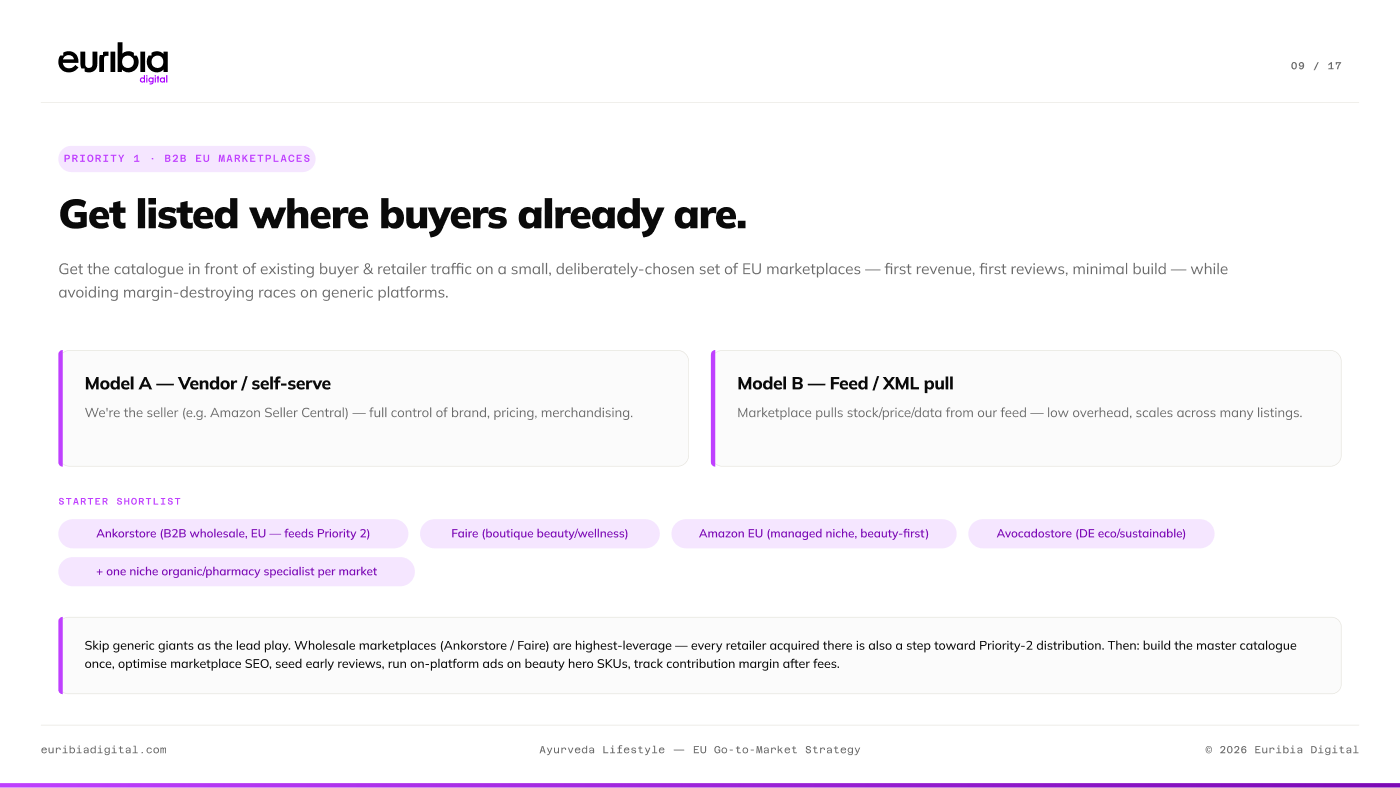 euribia
digital
09 / 17
PRIORITY 1 · B2B EU MARKETPLACES
Get listed where buyers already are.
Get the catalogue in front of existing buyer & retailer traffic on a small, deliberately-chosen set of EU marketplaces — first revenue, first reviews, minimal build — while
avoiding margin-destroying races on generic platforms.
Model A — Vendor / self-serve
We're the seller (e.g. Amazon Seller Central) — full control of brand, pricing, merchandising.
Model B — Feed / XML pull
Marketplace pulls stock/price/data from our feed — low overhead, scales across many listings.
STARTER SHORTLIST
Ankorstore (B2B wholesale, EU — feeds Priority 2)
Faire (boutique beauty/wellness)
Amazon EU (managed niche, beauty-first)
Avocadostore (DE eco/sustainable)
+ one niche organic/pharmacy specialist per market
Skip generic giants as the lead play. Wholesale marketplaces (Ankorstore / Faire) are highest-leverage — every retailer acquired there is also a step toward Priority-2 distribution. Then: build the master catalogue
once, optimise marketplace SEO, seed early reviews, run on-platform ads on beauty hero SKUs, track contribution margin after fees.
euribiadigital.com
Ayurveda Lifestyle — EU Go-to-Market Strategy
© 2026 Euribia Digital